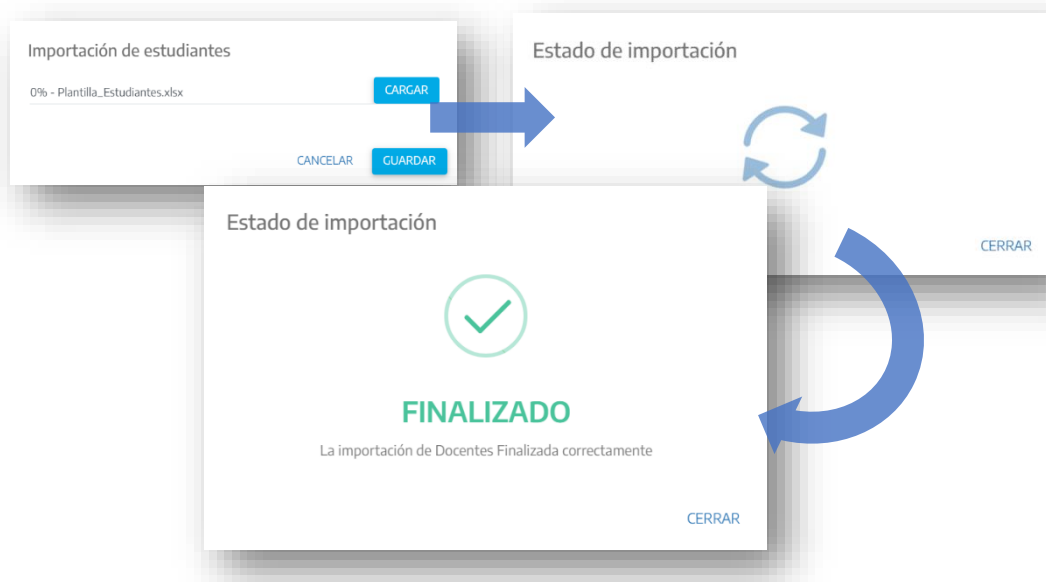 Importación de estudiantes
0% - Plantilla_Estudiantes.xlsx
CARGAR
CANCELAR
GUARDAR
Estado de importación
CERRAR
Estado de importación
FINALIZADO
La importación de Docentes Finalizada correctamente
CERRAR